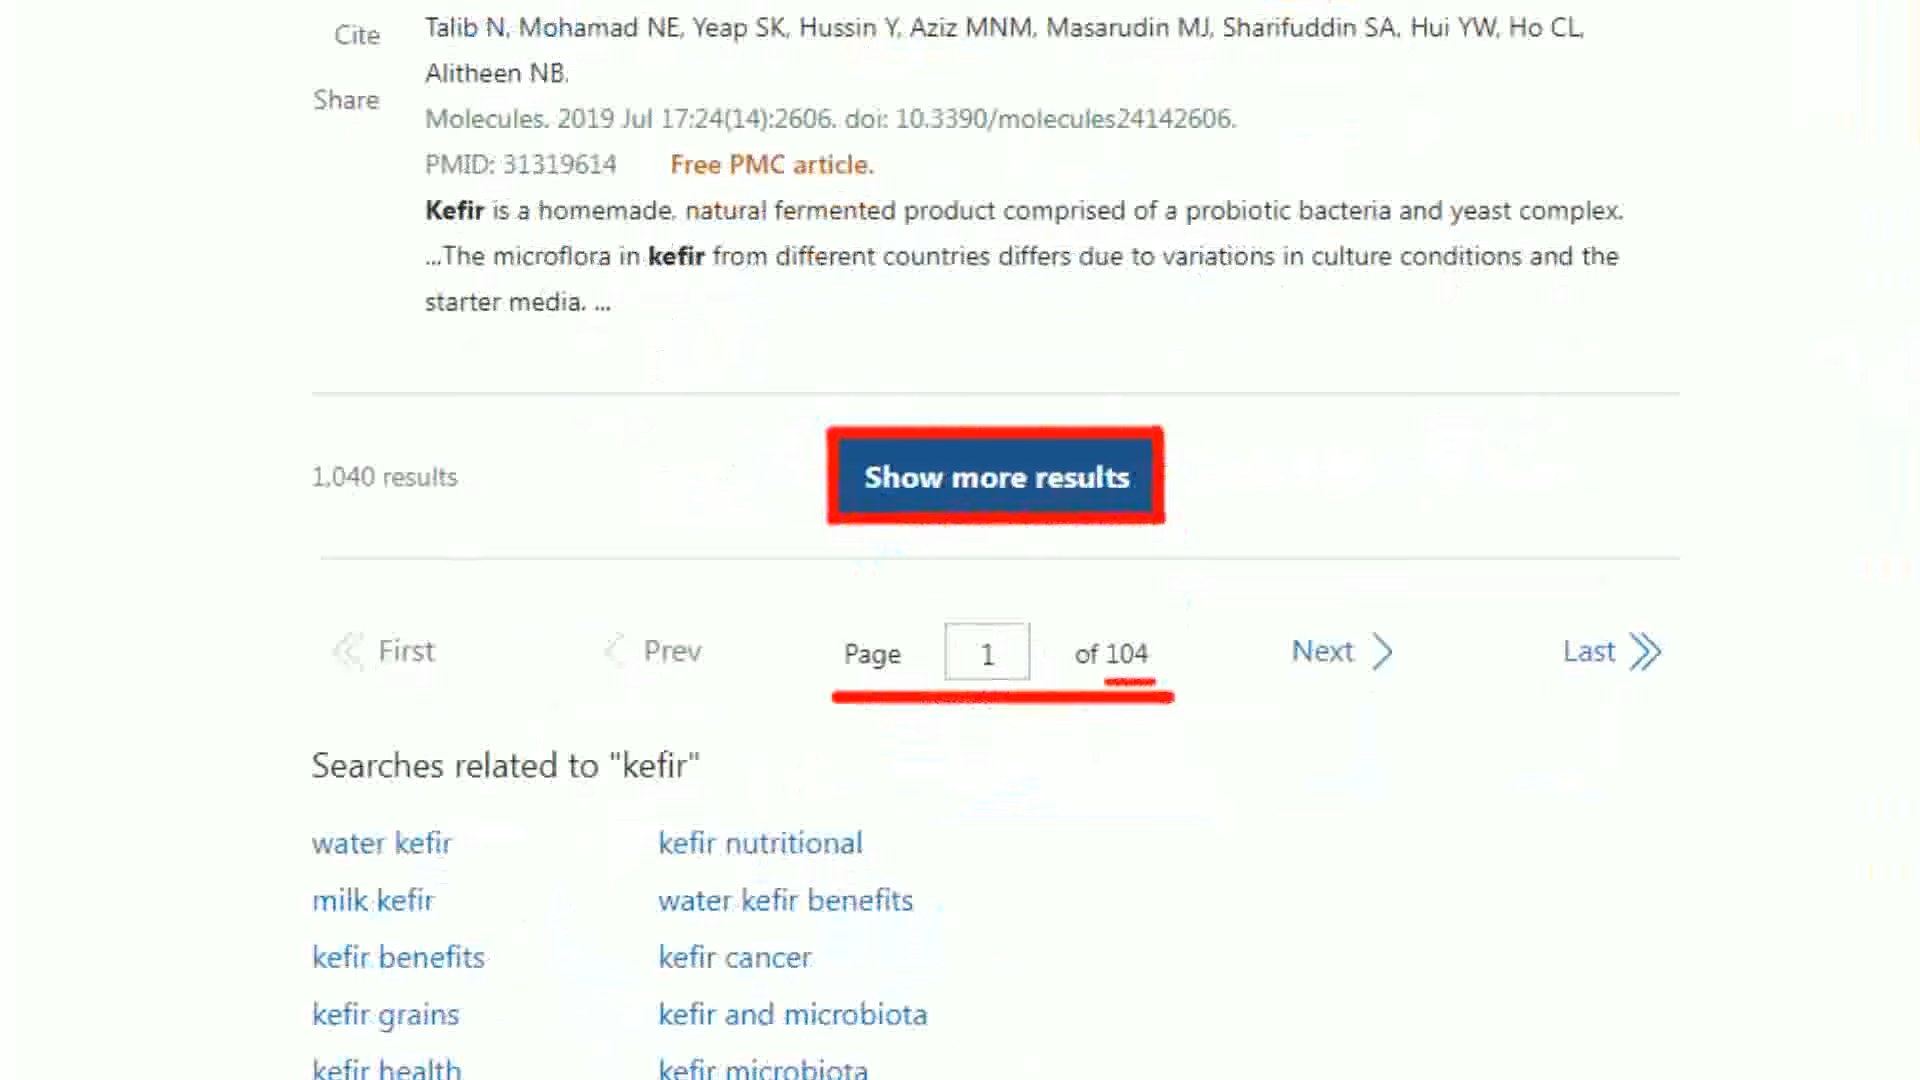 Cite
Talib N, Mohamad NE, Yeap SK, Hussin Y, Aziz MNM, Masarudin MJ, Sharifuddin SA, Hui YW, Ho CL,
Alitheen NB.
Share
Molecules. 2019 Jul 17;24(14):2606. doi: 10.3390/molecules24142606.
PMID: 31319614 Free PMC article.
Kefir is a homemade, natural fermented product comprised of a probiotic bacteria and yeast complex.
...The microflora in kefir from different countries differs due to variations in culture conditions and the
starter media. ...
1,040 results
Show more results
First Prev Page 1 of 104 Next Last
Searches related to "kefir"
water kefir kefir nutritional
milk kefir water kefir benefits
kefir benefits kefir cancer
kefir grains kefir and microbiota
kefir health kefir microbiota